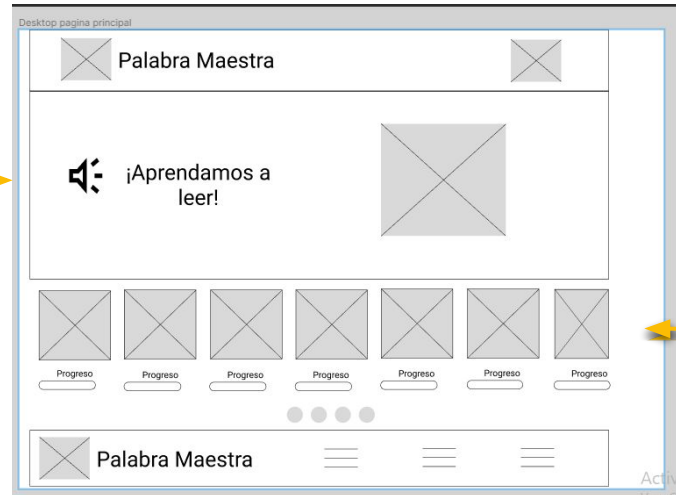 Desktop pagina principal
Palabra Maestra
¡Aprendamos a
leer!
Progreso Progreso Progreso Progreso Progreso Progreso Progreso
Palabra Maestra